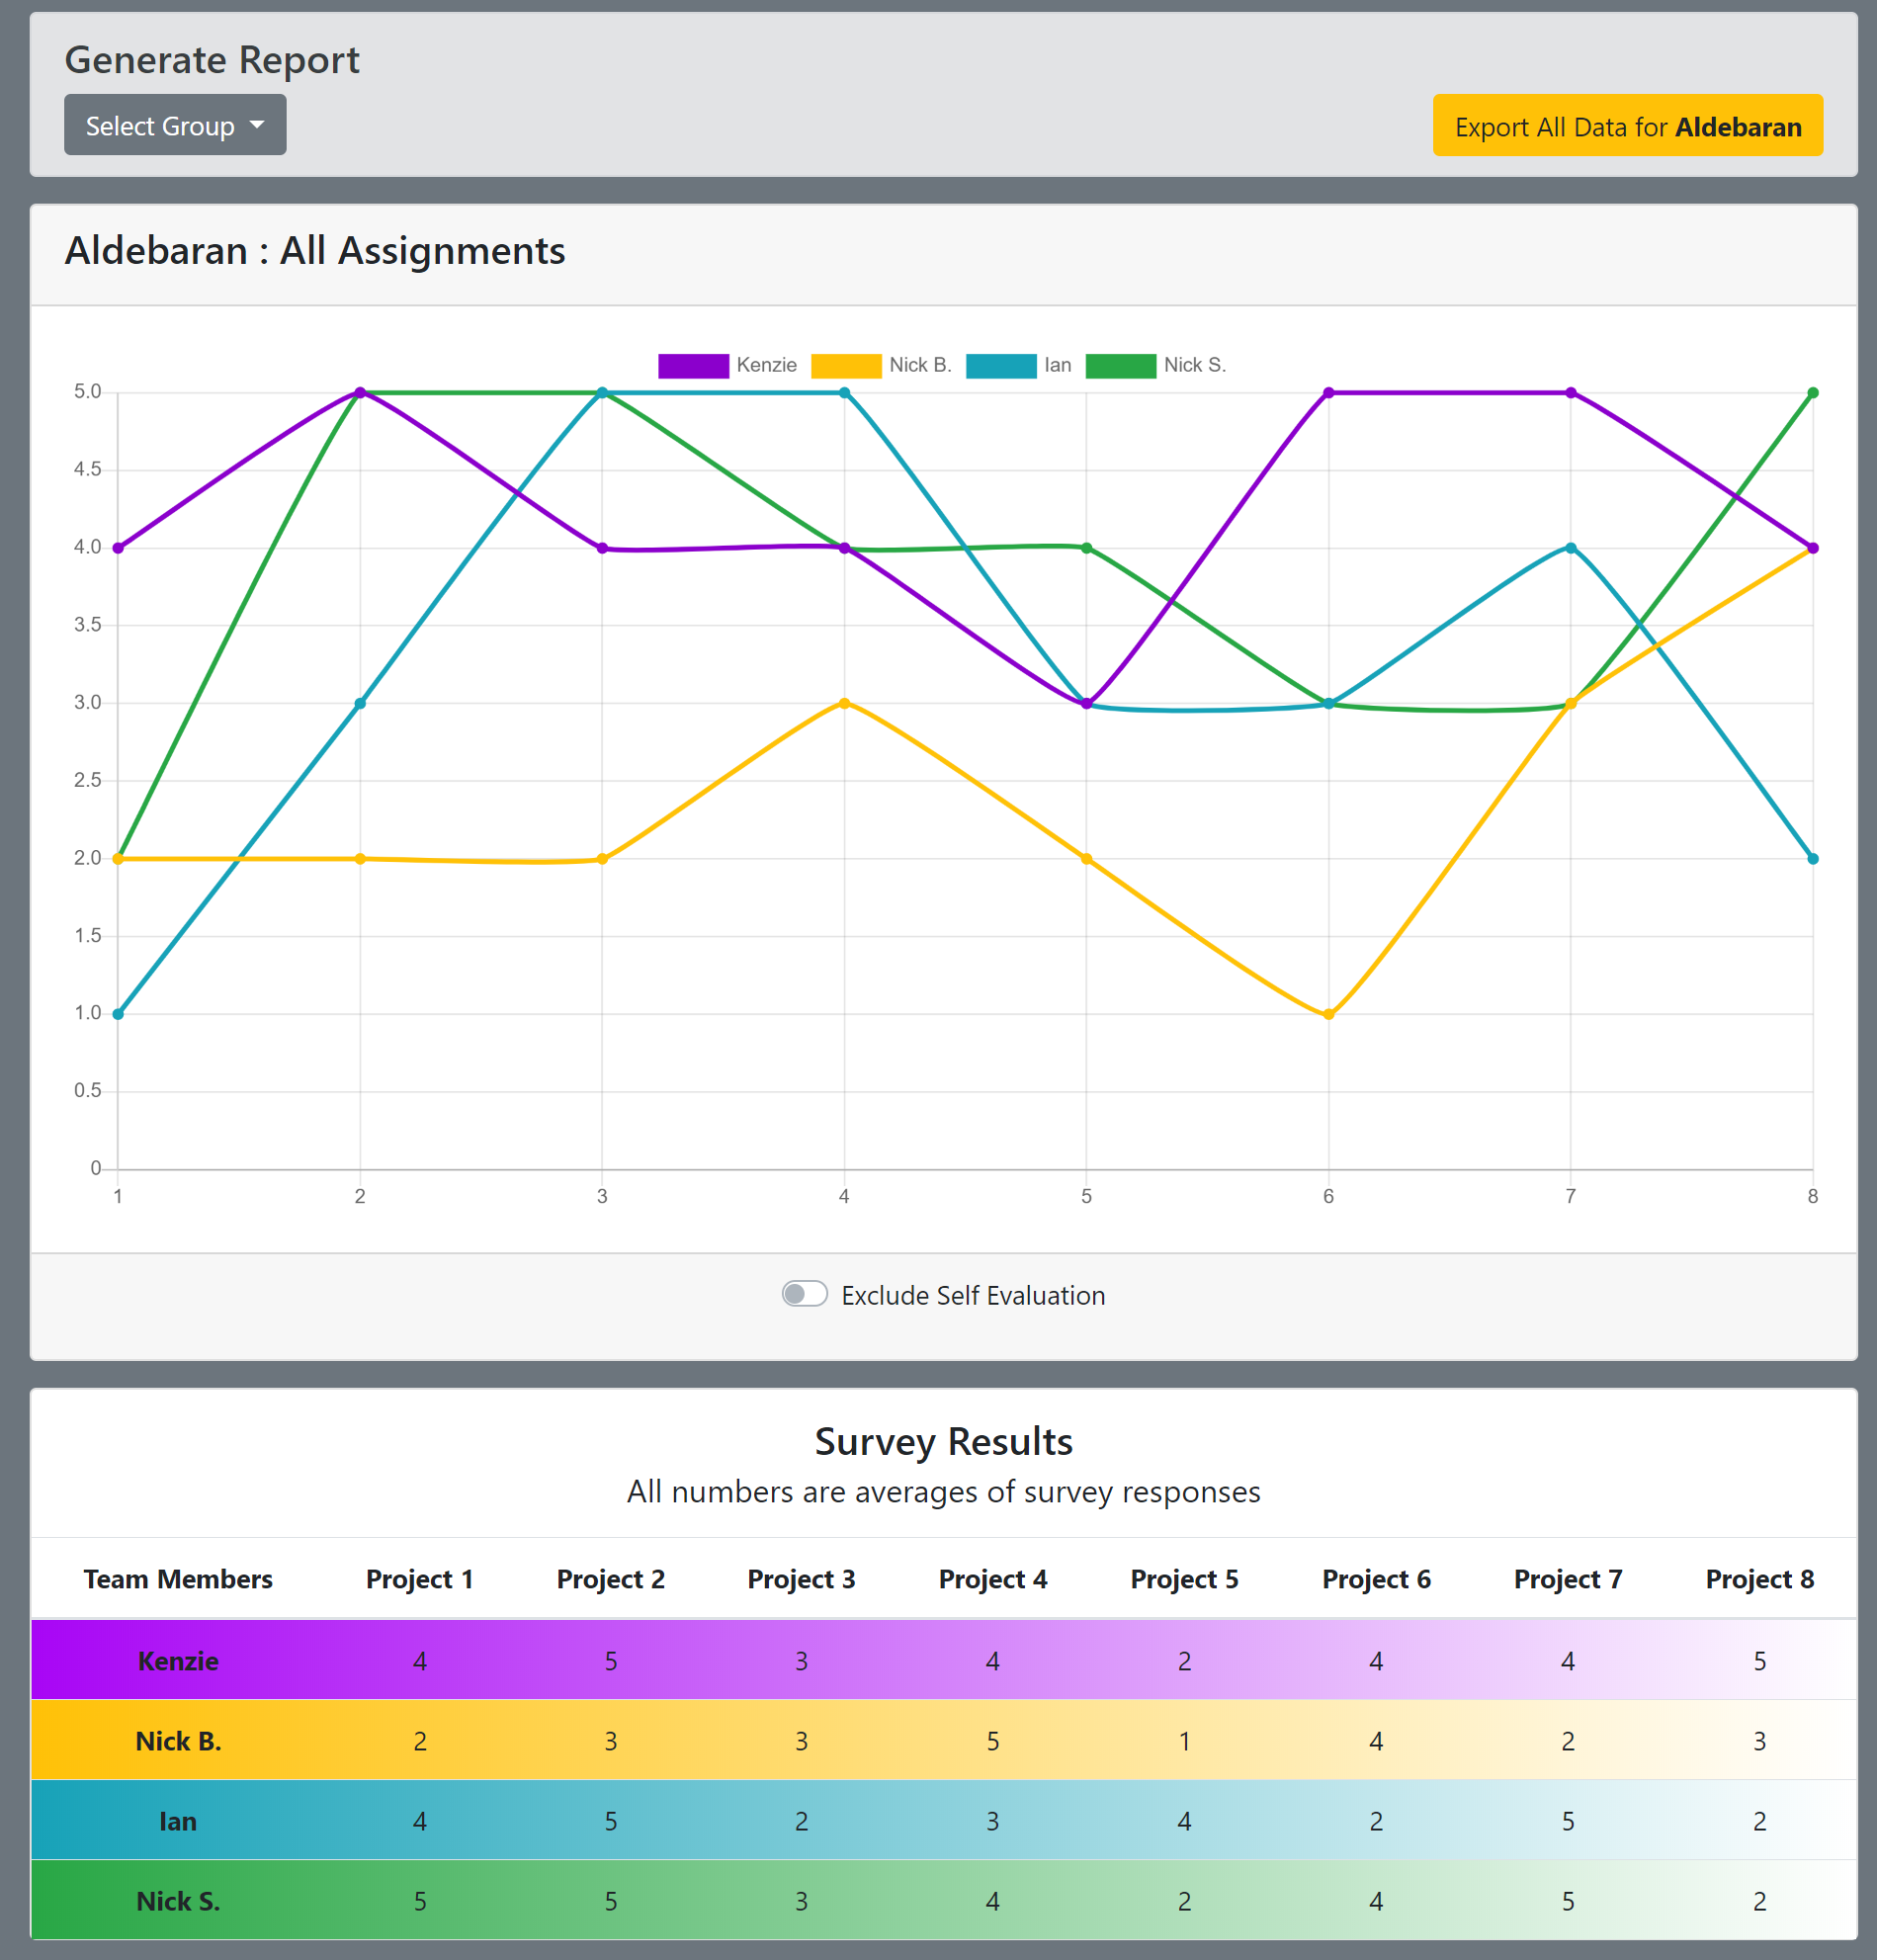 Generate Report
Select Group
Export All Data for Aldebaran
Aldebaran : All Assignments
Kenzie Nick B. Ian Nick S.
5.0
4.5
4.0
3.5
3.0
2.5
2.0
1.5
1.0
0.5
0
1 2 3 4 5 6 7 8
Exclude Self Evaluation
Survey Results
All numbers are averages of survey responses
Team Members Project 1 Project 2 Project 3 Project 4 Project 5 Project 6 Project 7 Project 8
Kenzie 4 5 3 4 2 4 4 5
Nick B. 2 3 3 5 1 4 2 3
Ian 4 5 2 3 4 2 5 2
Nick S. 5 5 3 4 2 4 5 2